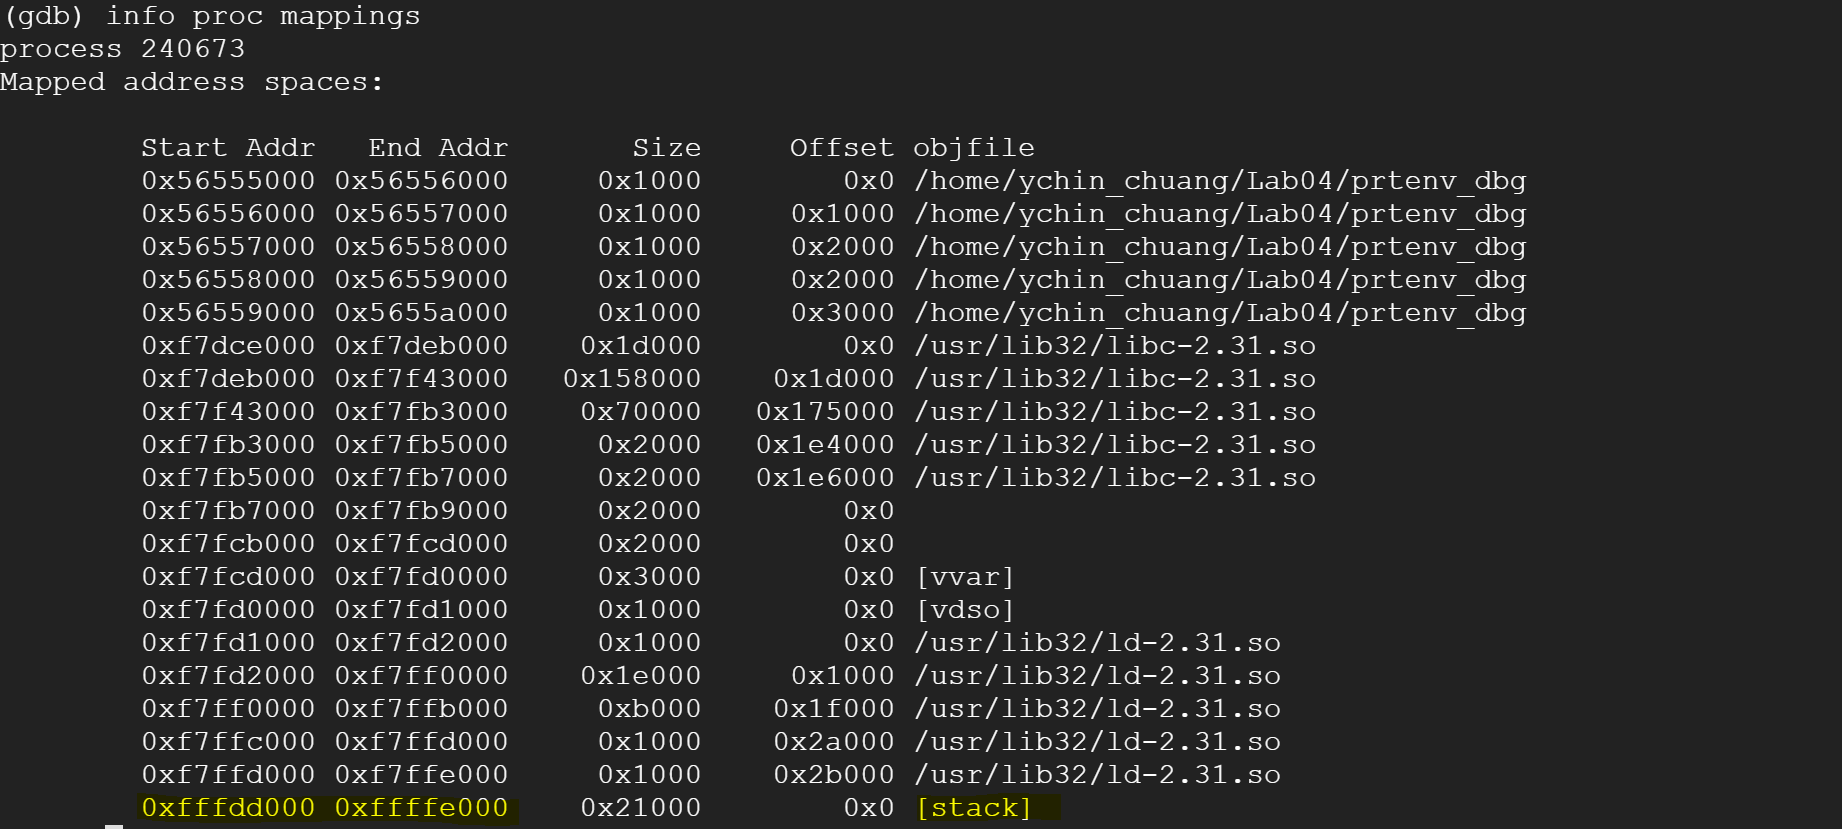 (gdb) info proc mappings
process 240673
Mapped address spaces:
Start Addr End Addr Size Offset objfile
0x56555000 0x56556000 0x1000 0x0 /home/ychin_chuang/Lab04/prtenv_dbg
0x56556000 0x56557000 0x1000 0x1000 /home/ychin_chuang/Lab04/prtenv_dbg
0x56557000 0x56558000 0x1000 0x2000 /home/ychin_chuang/Lab04/prtenv_dbg
0x56558000 0x56559000 0x1000 0x2000 /home/ychin_chuang/Lab04/prtenv_dbg
0x56559000 0x5655a000 0x1000 0x3000 /home/ychin_chuang/Lab04/prtenv_dbg
0xf7dce000 0xf7deb000 0x1d000 0x0 /usr/lib32/libc-2.31.so
0xf7deb000 0xf7f43000 0x158000 0x1d000 /usr/lib32/libc-2.31.so
0xf7f43000 0xf7fb3000 0x70000 0x175000 /usr/lib32/libc-2.31.so
0xf7fb3000 0xf7fb5000 0x2000 0x1e4000 /usr/lib32/libc-2.31.so
0xf7fb5000 0xf7fb7000 0x2000 0x1e6000 /usr/lib32/libc-2.31.so
0xf7fb7000 0xf7fb9000 0x2000 0x0
0xf7fcb000 0xf7fcd000 0x2000 0x0
0xf7fcd000 0xf7fd0000 0x3000 0x0 [vvar]
0xf7fd0000 0xf7fd1000 0x1000 0x0 [vdso]
0xf7fd1000 0xf7fd2000 0x1000 0x0 /usr/lib32/ld-2.31.so
0xf7fd2000 0xf7ff0000 0x1e000 0x1000 /usr/lib32/ld-2.31.so
0xf7ff0000 0xf7ffb000 0xb000 0x1f000 /usr/lib32/ld-2.31.so
0xf7ffc000 0xf7ffd000 0x1000 0x2a000 /usr/lib32/ld-2.31.so
0xf7ffd000 0xf7ffe000 0x1000 0x2b000 /usr/lib32/ld-2.31.so
0xfffdd000 0xffffe000 0x21000 0x0 [stack]